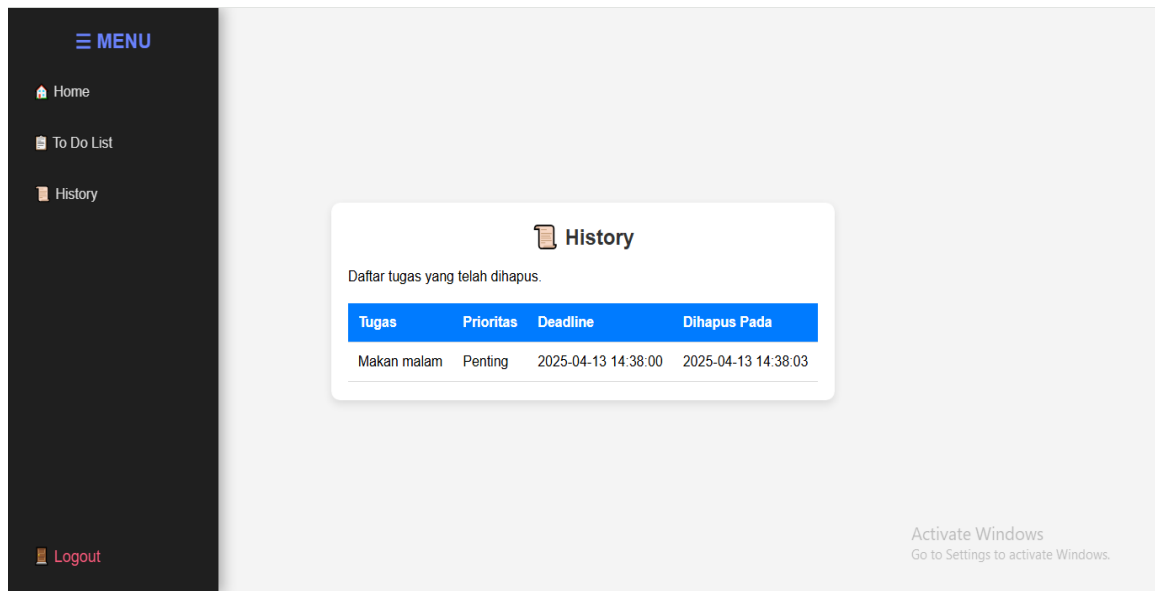 ☰ MENU
Home
To Do List
History
Logout
History
Daftar tugas yang telah dihapus.
Tugas Prioritas Deadline Dihapus Pada
Makan malam Penting 2025-04-13 14:38:00 2025-04-13 14:38:03
Activate Windows
Go to Settings to activate Windows.